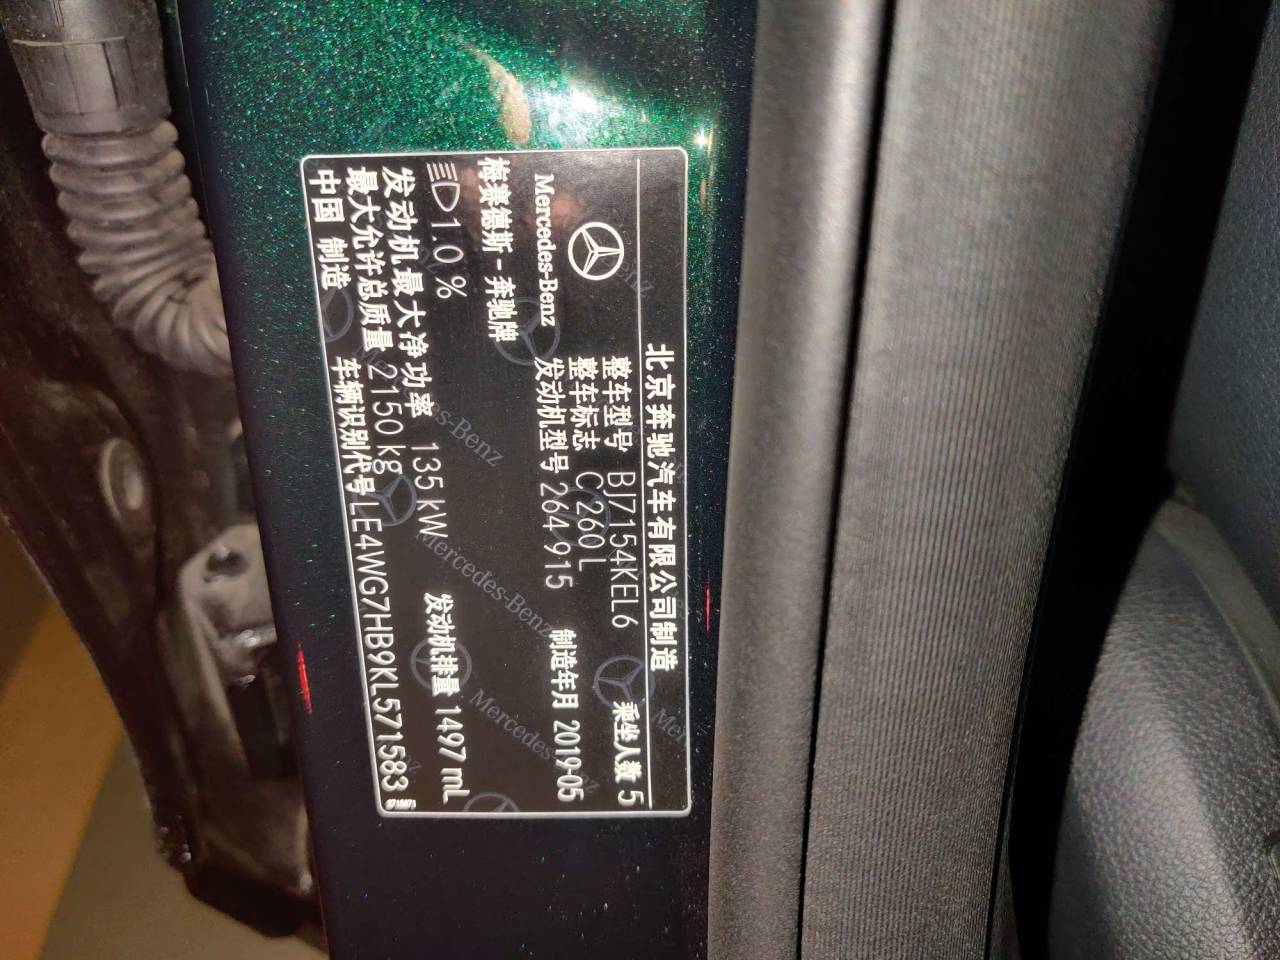 北京奔驰汽车有限公司制造
Mercedes-Benz
整车型号 BJ7154KEL6
乘坐人数 5
整车标志 C 260 L
发动机型号 264 915
制造年月 2019-05
梅赛德斯-奔驰牌
1.0%
发动机最大净功率 135 kW
发动机排量 1497 mL
最大允许总质量 2150 kg
中国 制造
车辆识别代号 LE4WG7HB9KL571583